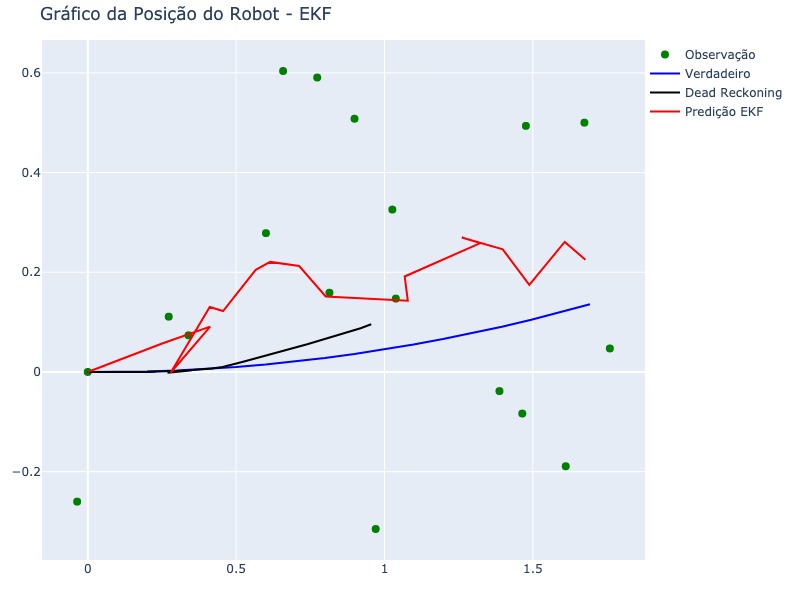 Gráfico da Posição do Robot - EKF
Observação
Verdadeiro
Dead Reckoning
Predição EKF
0.6
0.4
0.2
0
−0.2
0
0.5
1
1.5